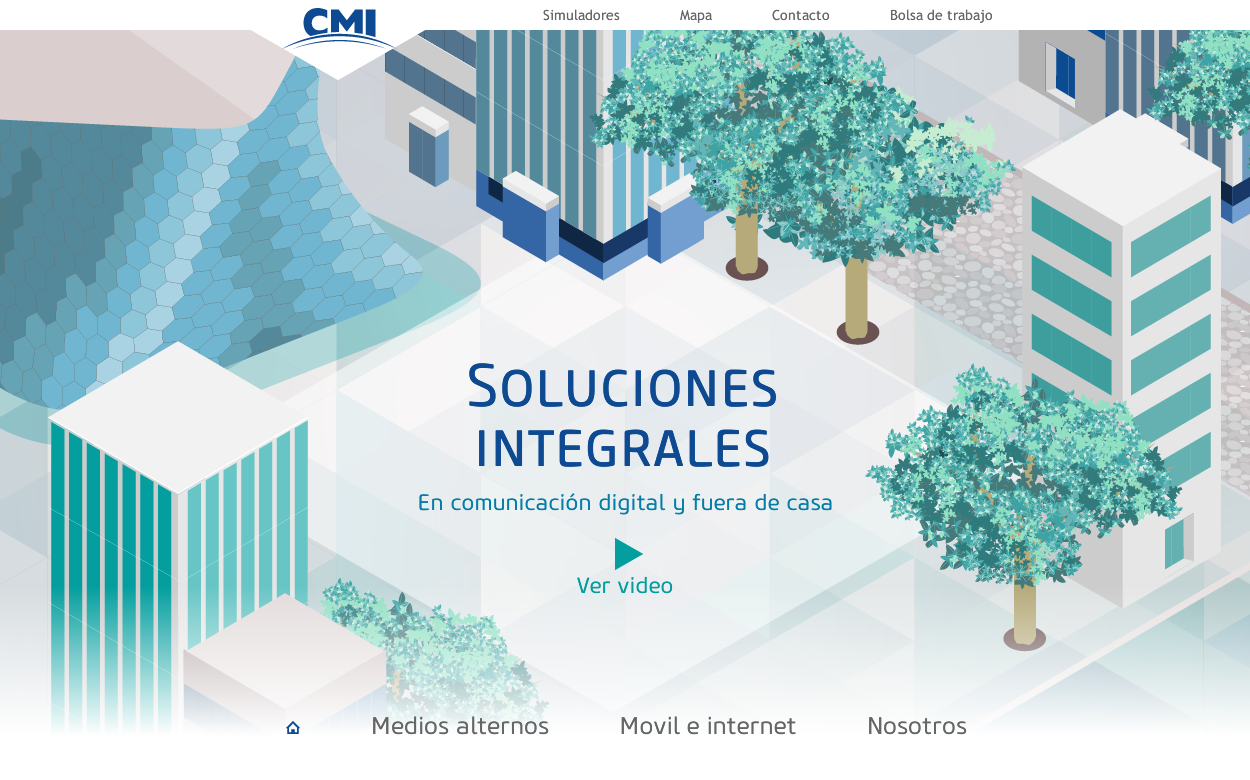 CMI
Simuladores Mapa Contacto Bolsa de trabajo
SOLUCIONES
INTEGRALES
En comunicación digital y fuera de casa
Ver video
Medios alternos Movil e internet Nosotros